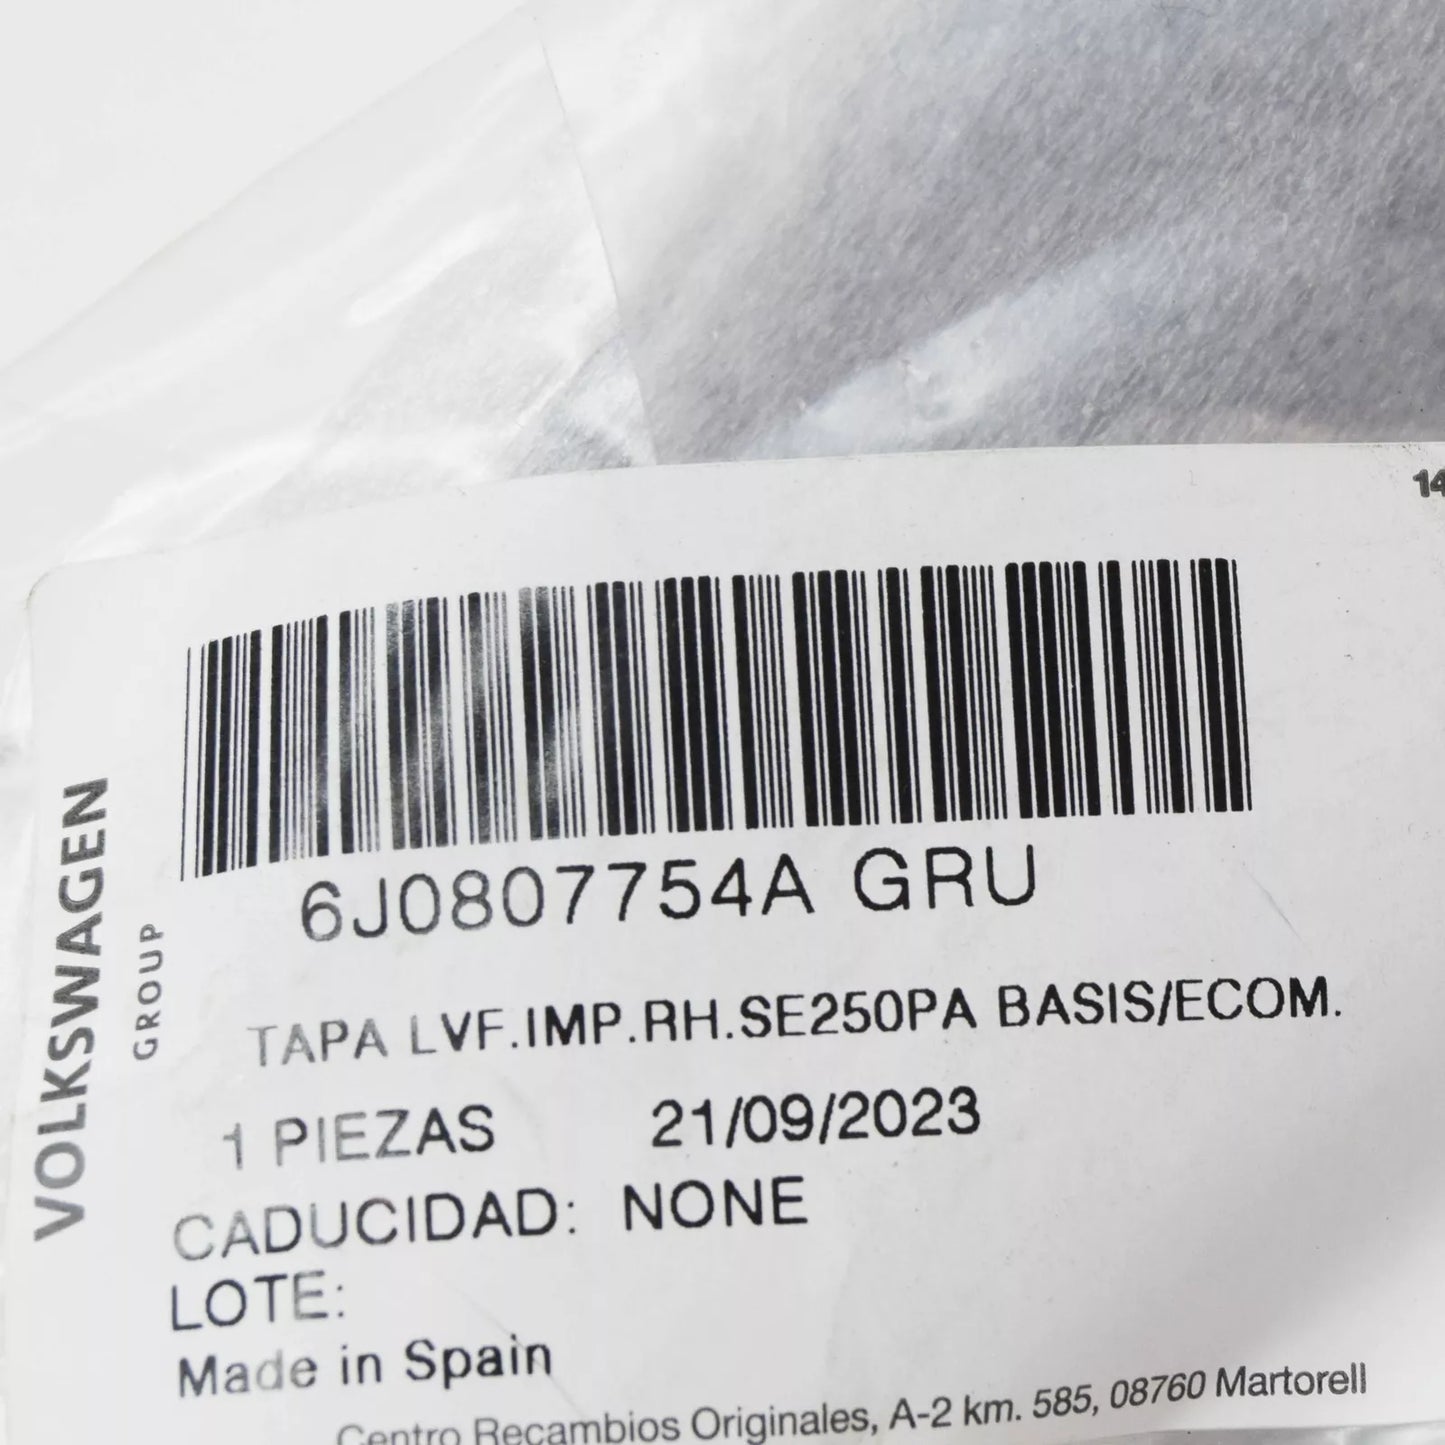 14
6J0807754A GRU
TAPA LVF.IMP.RH.SE250PA BASIS/ECOM.
1 PIEZAS 21/09/2023
CADUCIDAD: NONE
LOTE:
Made in Spain
Centro Recambios Originales, A-2 km. 585, 08760 Martorell
VOLKSWAGEN
GROUP